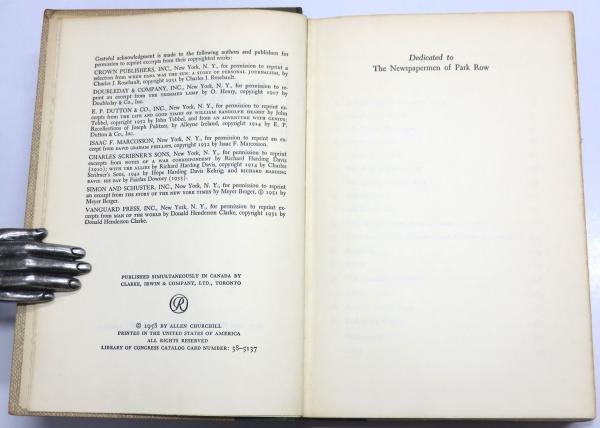 Grateful acknowledgment is made to the following authors and publishers for
permission to reprint excerpts from their copyrighted works:
CROWN PUBLISHERS, INC., New York, N. Y., for permission to reprint a
selection from WHEN DANA WAS THE SUN: A STORY OF PERSONAL JOURNALISM, by
Charles J. Rosebault, copyright 1931 by Charles J. Rosebault.
DOUBLEDAY & COMPANY, INC., New York, N. Y., for permission to re-
print an excerpt from THE TRIMMED LAMP by O. Henry, copyright 1907 by
Doubleday & Co., Inc.
E. P. DUTTON & CO., INC., New York, N. Y., for permission to reprint ex-
cerpts from THE LIFE AND GOOD TIMES OF WILLIAM RANDOLPH HEARST by John
Tebbel, copyright 1952 by John Tebbel, and from AN ADVENTURE WITH GENIUS:
Recollections of Joseph Pulitzer, by Alleyne Ireland, copyright 1914 by E. P.
Dutton & Co., Inc.
ISAAC F. MARCOSSON, New York, N. Y., for permission to reprint an ex-
cerpt from DAVID GRAHAM PHILLIPS, copyright 1932 by Isaac F. Marcosson.
CHARLES SCRIBNER'S SONS, New York, N. Y., for permission to reprint
excerpts from NOTES OF A WAR CORRESPONDENT by Richard Harding Davis
(1910); WITH THE ALLIES by Richard Harding Davis, copyright 1914 by Charles
Scribner's Sons, 1942 by Hope Harding Davis Kehrig; and RICHARD HARDING
DAVIS: HIS DAY by Fairfax Downey (1933).
SIMON AND SCHUSTER, INC., New York, N. Y., for permission to reprint
an excerpt from THE STORY OF THE NEW YORK TIMES by Meyer Berger, © 1951 by
Meyer Berger.
VANGUARD PRESS, INC., New York, N. Y., for permission to reprint ex-
cerpts from MAN OF THE WORLD by Donald Henderson Clarke, copyright 1951 by
Donald Henderson Clarke.
PUBLISHED SIMULTANEOUSLY IN CANADA BY
CLARKE, IRWIN & COMPANY, LTD., TORONTO
R
© 1958 BY ALLEN CHURCHILL
PRINTED IN THE UNITED STATES OF AMERICA
ALL RIGHTS RESERVED
LIBRARY OF CONGRESS CATALOG CARD NUMBER: 58-5137
Dedicated to
The Newspapermen of Park Row